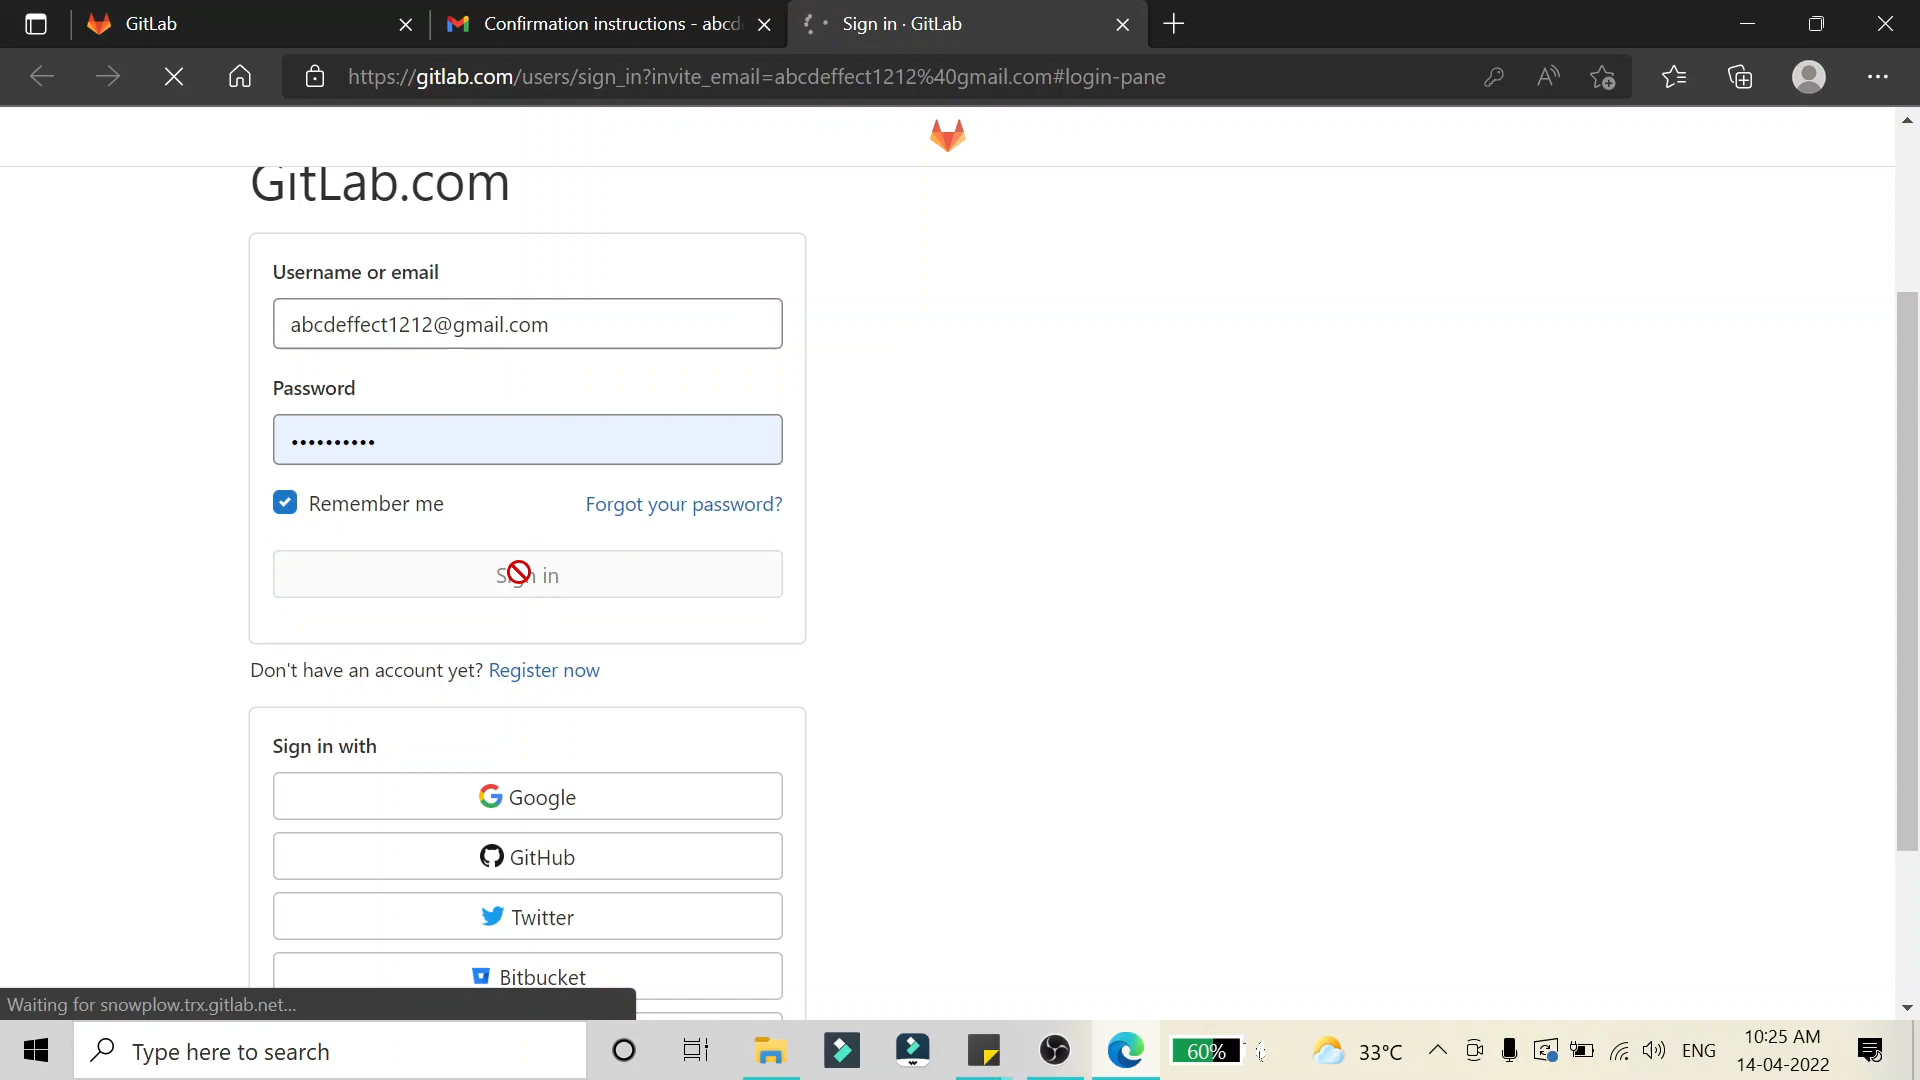 GitLab
Confirmation instructions - abcd
Sign in · GitLab
https://gitlab.com/users/sign_in?invite_email=abcdeffect1212%40gmail.com#login-pane
GitLab.com
Username or email
abcdeffect1212@gmail.com
Password
••••••••••
Remember me
Forgot your password?
Sign in
Don't have an account yet? Register now
Sign in with
Google
GitHub
Twitter
Bitbucket
Waiting for snowplow.trx.gitlab.net...
Type here to search
60%
33°C
ENG
10:25 AM
14-04-2022